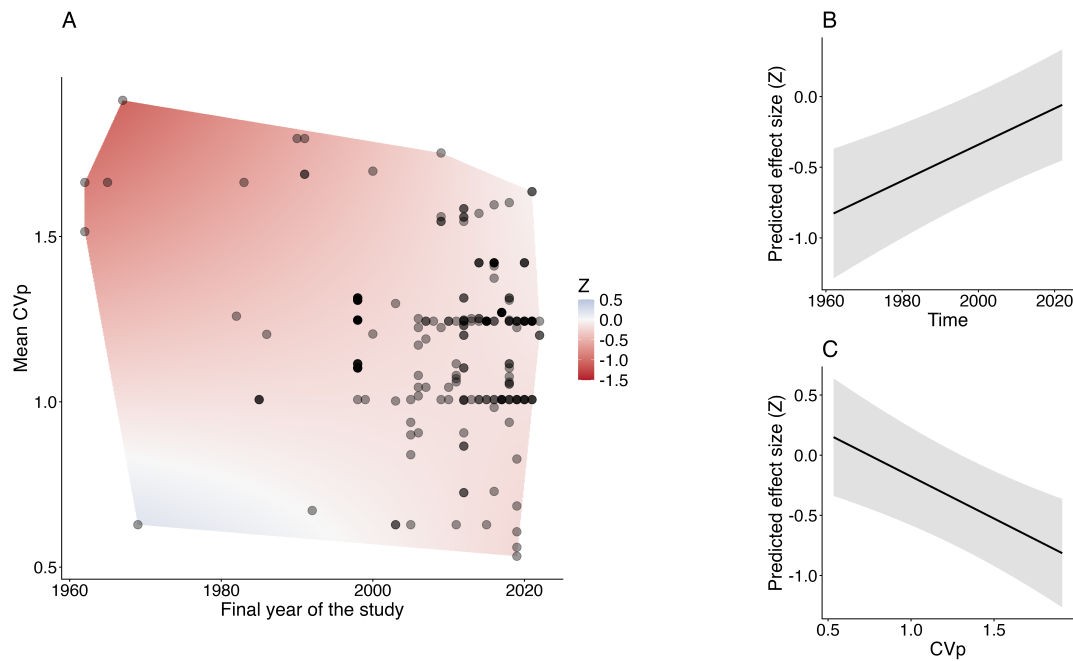 A
Mean CVp
1.5
1.0
0.5
1960
1980
2000
2020
Final year of the study
Z
0.5
0.0
-0.5
-1.0
-1.5
B
Predicted effect size (Z)
0.0
-0.5
-1.0
1960
1980
2000
2020
Time
C
Predicted effect size (Z)
0.5
0.0
-0.5
-1.0
0.5
1.0
1.5
CVp